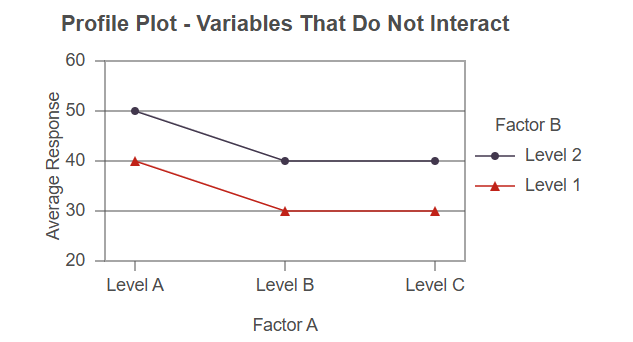 Profile Plot - Variables That Do Not Interact
Average Response
60
50
40
30
20
Level A
Level B
Level C
Factor A
Factor B
Level 2
Level 1